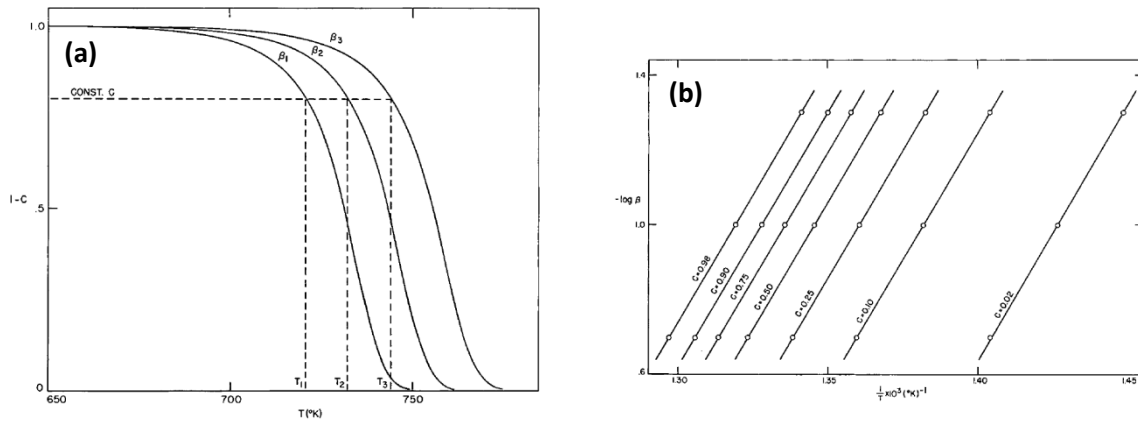 (a)
1.0
β₁
β₂
β₃
CONST. C
1-C
.5
0
T₁
T₂
T₃
650
700
750
T(°K)
(b)
1.4
-log β
1.0
.6
C=0.98
C=0.90
C=0.75
C=0.50
C=0.25
C=0.10
C=0.02
1.30
1.35
1.40
1.45
1/T x10³ (°K)⁻¹